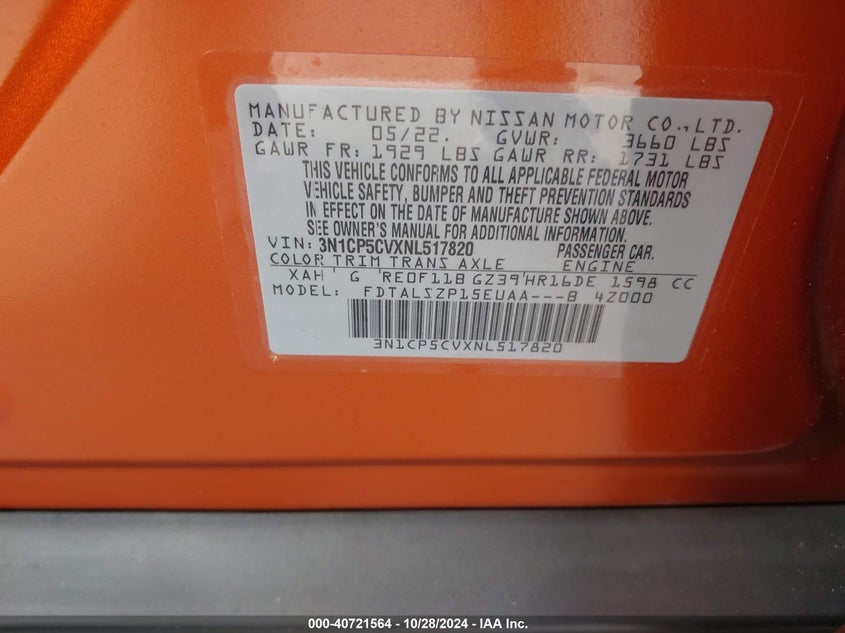 MANUFACTURED BY NISSAN MOTOR CO.,LTD.
DATE: 05/22. GVWR: 3660 LBS
GAWR FR: 1929 LBS GAWR RR: 1731 LBS
THIS VEHICLE CONFORMS TO ALL APPLICABLE FEDERAL MOTOR
VEHICLE SAFETY, BUMPER AND THEFT PREVENTION STANDARDS
IN EFFECT ON THE DATE OF MANUFACTURE SHOWN ABOVE.
SEE OWNER'S MANUAL FOR ADDITIONAL INFORMATION.
VIN: 3N1CP5CVXNL517820 PASSENGER CAR.
COLOR TRIM TRANS AXLE ENGINE
XAH G RE0F11B GZ39 HR16DE 1598 CC
MODEL: FDTALSZP15EUAA---B 4Z000
3N1CP5CVXNL517820
000-40721564 - 10/28/2024 - IAA Inc.